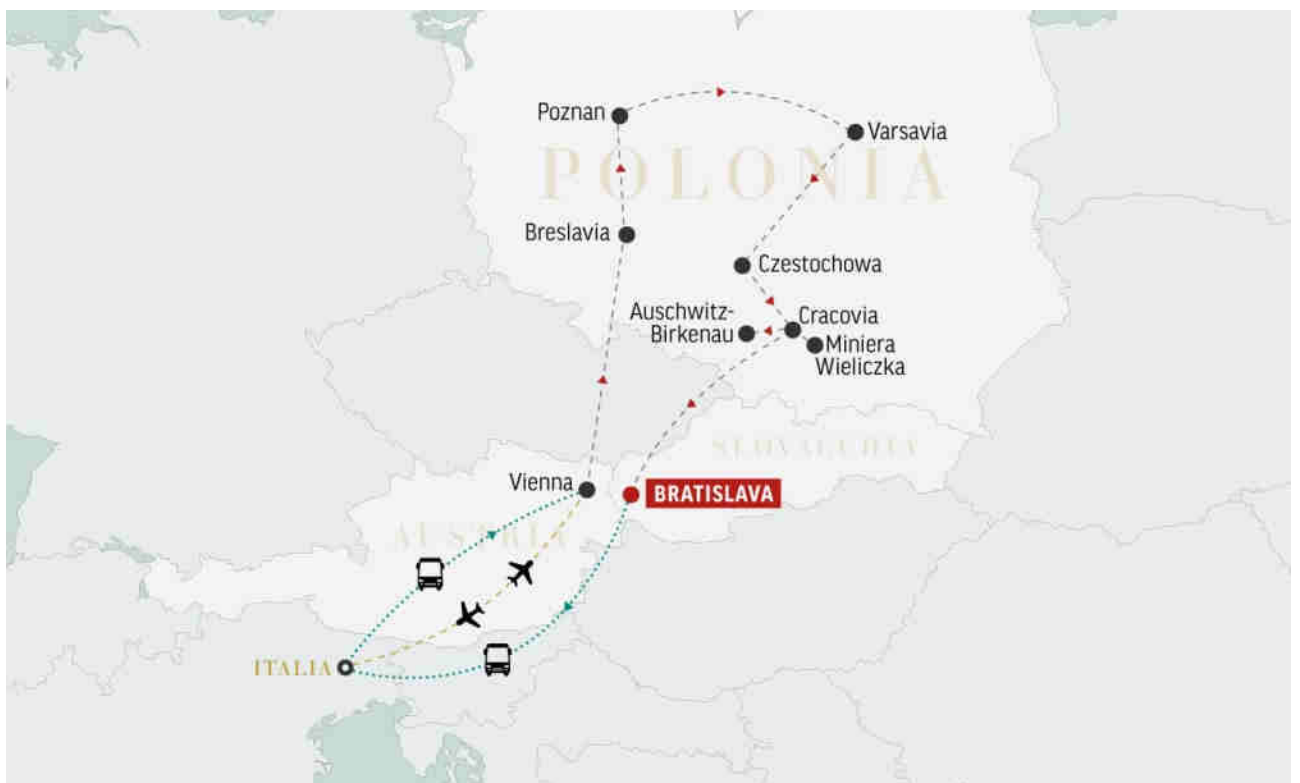 Poznan
Varsavia
POLONIA
Breslavia
Czestochowa
Auschwitz-
Birkenau
Cracovia
Miniera
Wieliczka
SLOVACCHIA
Vienna
BRATISLAVA
AUSTRIA
ITALIA